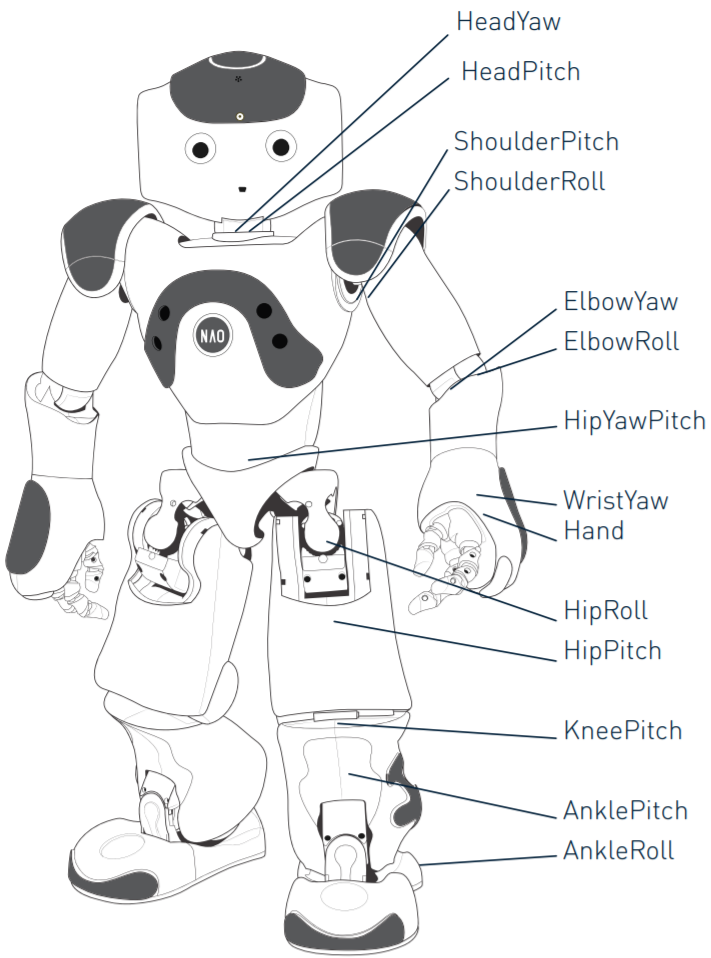 HeadYaw
HeadPitch
ShoulderPitch
ShoulderRoll
ElbowYaw
ElbowRoll
NAO
HipYawPitch
WristYaw
Hand
HipRoll
HipPitch
KneePitch
AnklePitch
AnkleRoll